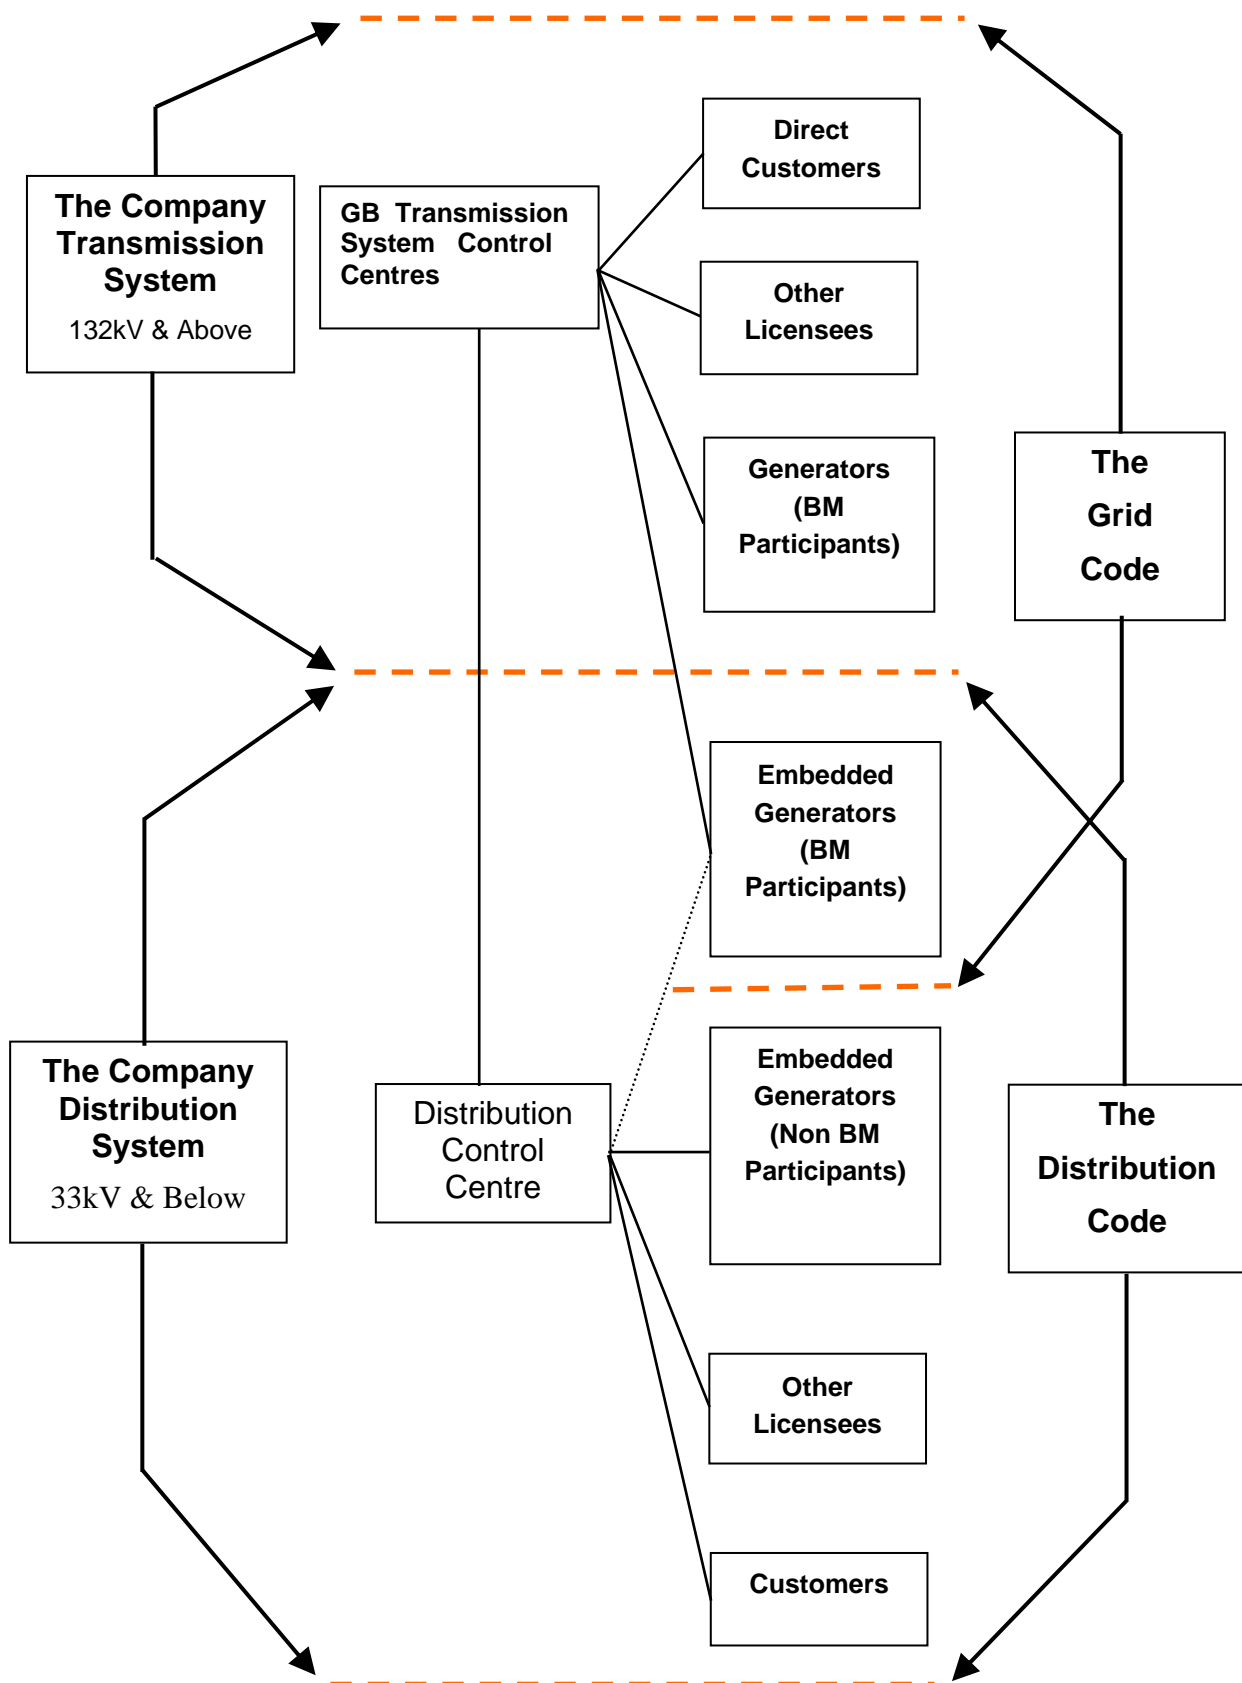 The Company
Transmission
System
132kV & Above
GB Transmission
System Control
Centres
Direct
Customers
Other
Licensees
Generators
(BM
Participants)
The
Grid
Code
Embedded
Generators
(BM
Participants)
The Company
Distribution
System
33kV & Below
Distribution
Control
Centre
Embedded
Generators
(Non BM
Participants)
The
Distribution
Code
Other
Licensees
Customers